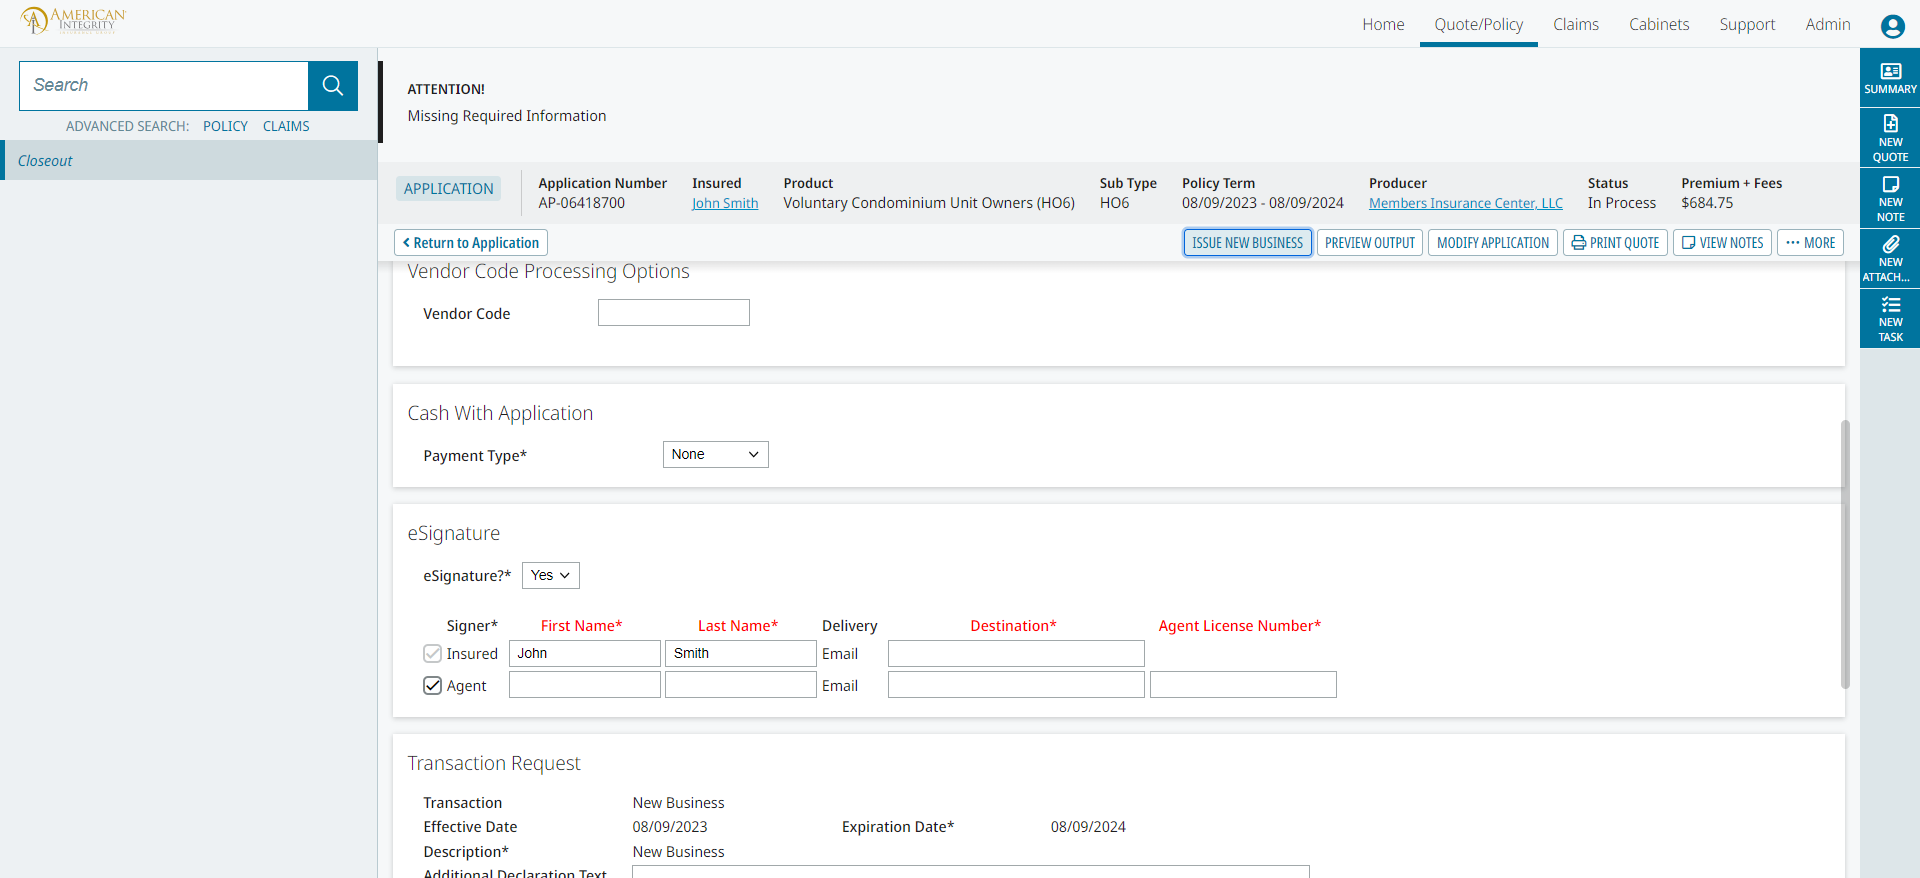 AMERICAN
INTEGRITY
Home Quote/Policy Claims Cabinets Support Admin
Search
ADVANCED SEARCH: POLICY CLAIMS
Closeout
ATTENTION!
Missing Required Information
APPLICATION
Application Number Insured Product Sub Type Policy Term Producer Status Premium + Fees
AP-06418700 John Smith Voluntary Condominium Unit Owners (HO6) HO6 08/09/2023 - 08/09/2024 Members Insurance Center, LLC In Process $684.75
Return to Application ISSUE NEW BUSINESS PREVIEW OUTPUT MODIFY APPLICATION PRINT QUOTE VIEW NOTES ··· MORE
SUMMARY
NEW
QUOTE
NEW
NOTE
NEW
ATTACH...
NEW
TASK
Vendor Code Processing Options
Vendor Code
Cash With Application
Payment Type* None
eSignature
eSignature?* Yes
Signer* First Name* Last Name* Delivery Destination* Agent License Number*
Insured John Smith Email
Agent Email
Transaction Request
Transaction New Business
Effective Date 08/09/2023 Expiration Date* 08/09/2024
Description* New Business
Additional Declaration Text